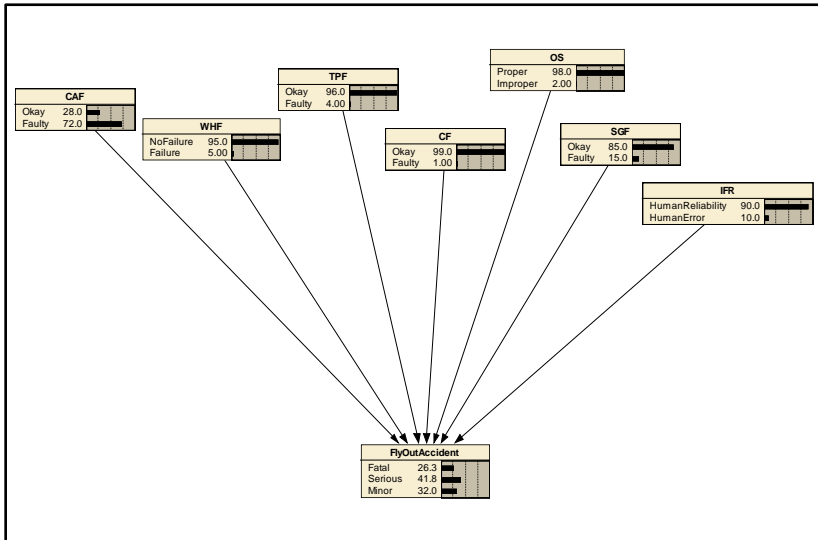 OS
Proper 98.0
Improper 2.00
TPF
Okay 96.0
Faulty 4.00
CAF
Okay 28.0
Faulty 72.0
WHF
NoFailure 95.0
Failure 5.00
CF
Okay 99.0
Faulty 1.00
SGF
Okay 85.0
Faulty 15.0
IFR
HumanReliability 90.0
HumanError 10.0
FlyOutAccident
Fatal 26.3
Serious 41.8
Minor 32.0